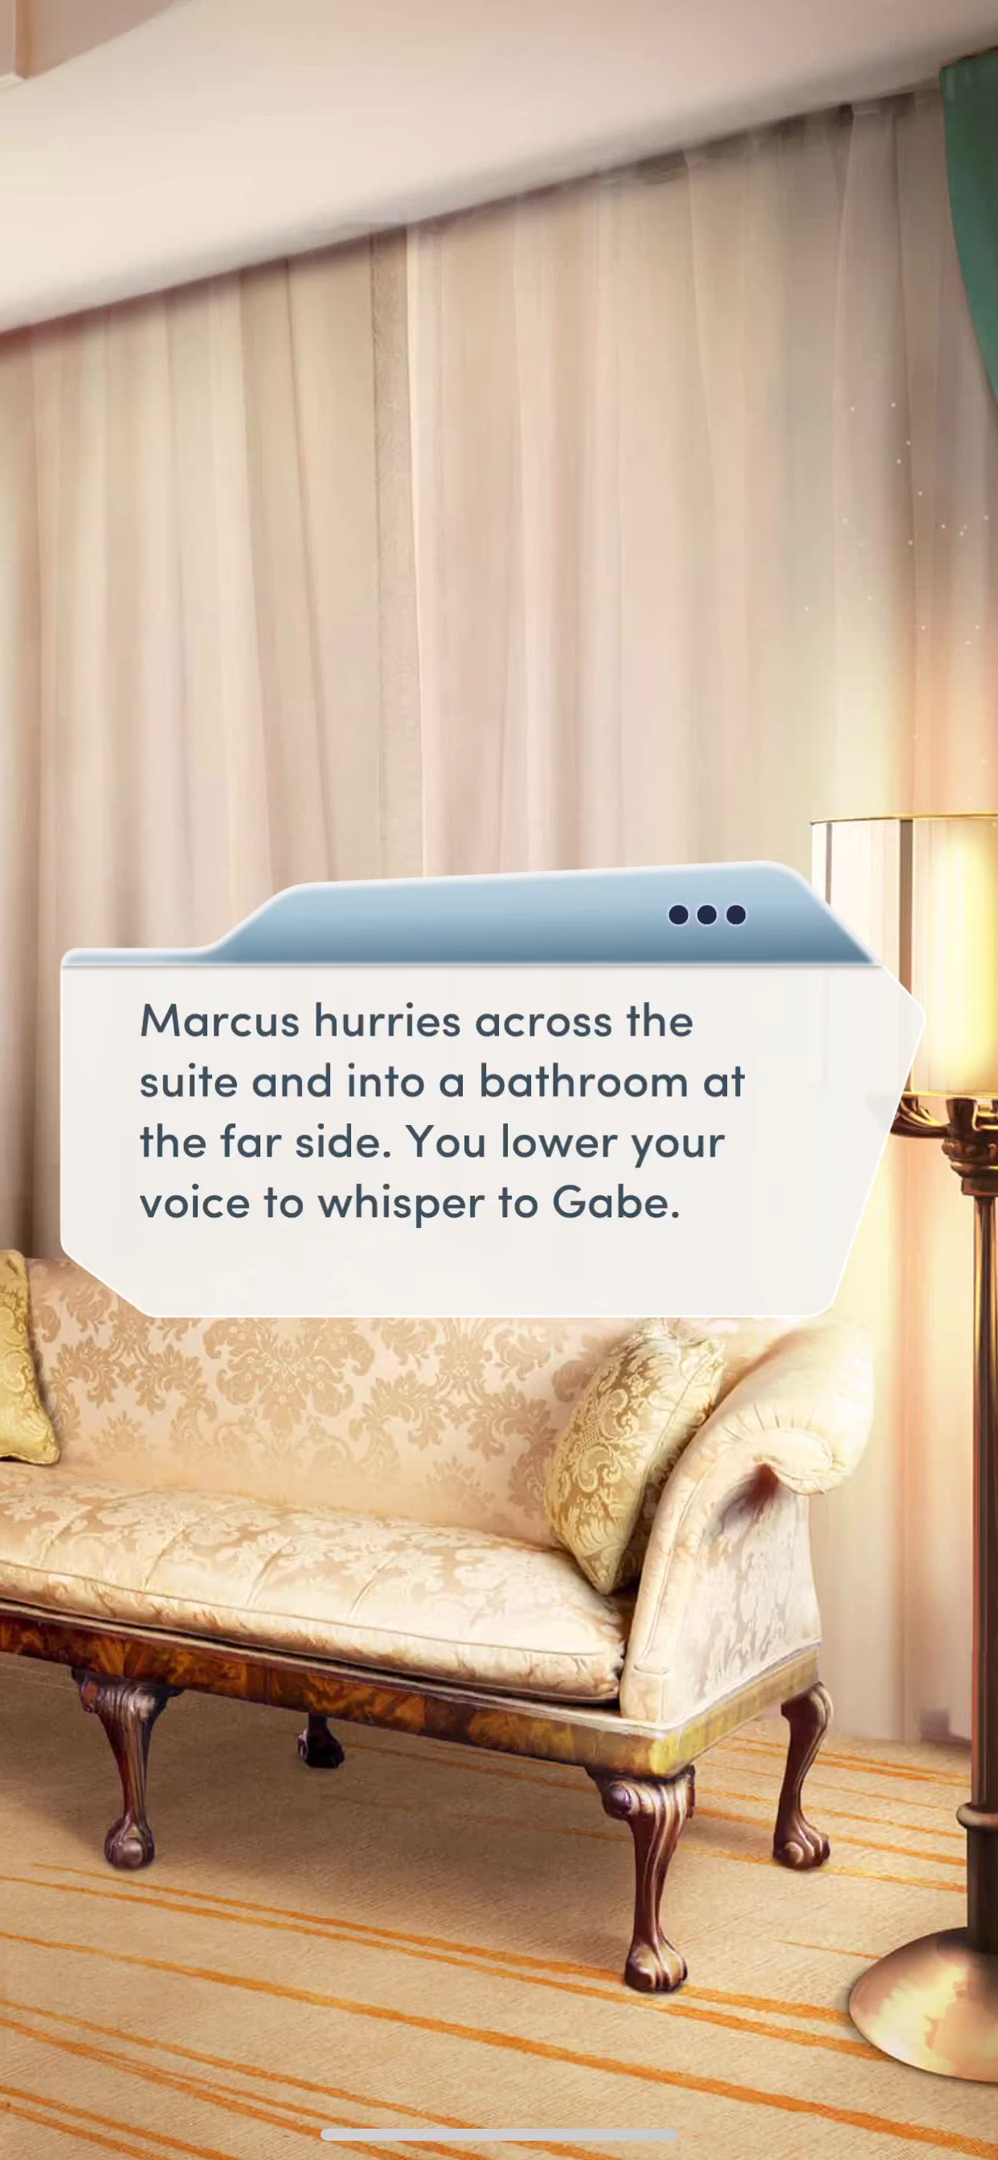 Marcus hurries across the
suite and into a bathroom at
the far side. You lower your
voice to whisper to Gabe.